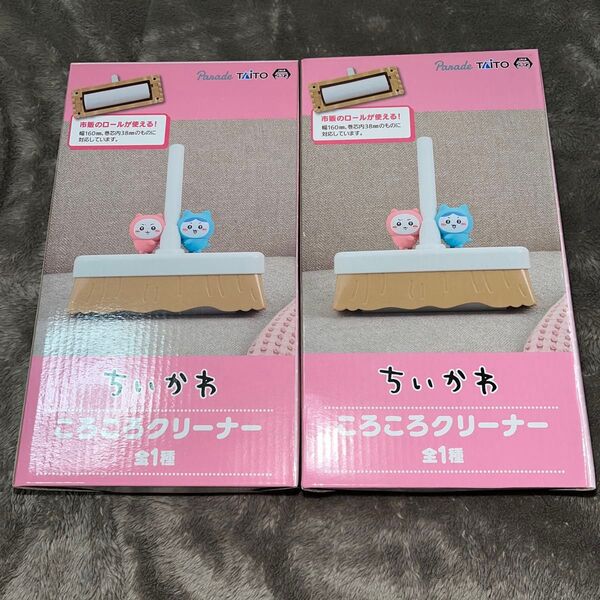 Parade TAITO
市販のロールが使える!
幅160mm、巻芯内38mmのものに
対応しています。
ちいかわ
ころころクリーナー
全1種
Parade TAITO
市販のロールが使える!
幅160mm、巻芯内38mmのものに
対応しています。
ちいかわ
ころころクリーナー
全1種